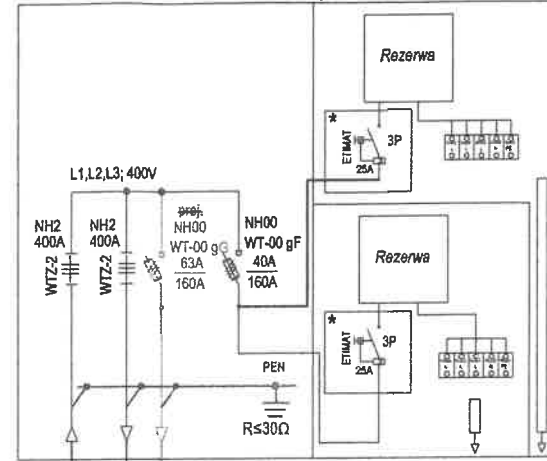 Rezerwa
*
ETIMAT
3P
25A
L1,L2,L3; 400V
NH2
400A
WTZ-2
NH2
400A
WTZ-2
proj.
NH00
WT-00 gG
63A
160A
NH00
WT-00 gF
40A
160A
Rezerwa
*
ETIMAT
3P
25A
PEN
R≤30Ω